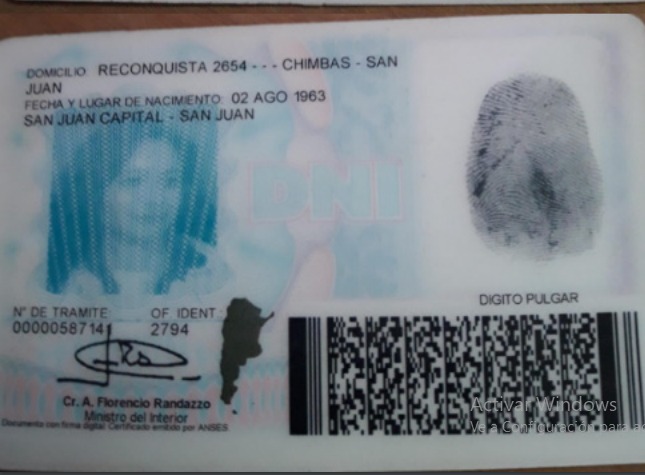 DOMICILIO: RECONQUISTA 2654 - - - CHIMBAS - SAN
JUAN
FECHA Y LUGAR DE NACIMIENTO: 02 AGO 1963
SAN JUAN CAPITAL - SAN JUAN
DNI
DIGITO PULGAR
N° DE TRAMITE: OF. IDENT.:
00000587141 2794
Cr. A. Florencio Randazzo
Ministro del Interior
Documento con firma digital. Certificado emitido por ANSES
Activar Windows
Ve a Configuración para a